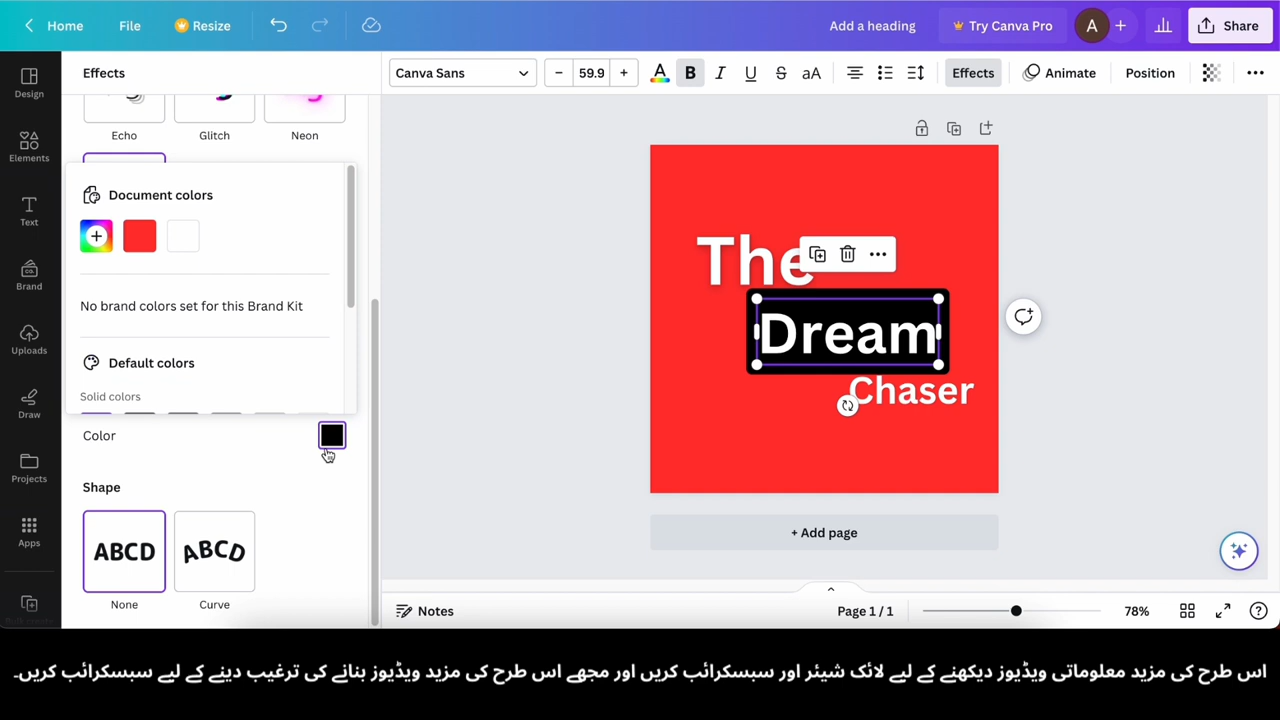 Home File Resize Add a heading Try Canva Pro A Share
Effects Canva Sans 59.9 A B I U S aA Effects Animate Position
Design
Echo Glitch Neon
Elements
Document colors
Text
The
Brand
No brand colors set for this Brand Kit
Dream
Uploads
Default colors
Chaser
Solid colors
Draw
Color
Projects
Shape
ABCD ABCD
+ Add page
Apps
None Curve
Notes Page 1 / 1 78%
اس طرح کی مزید معلوماتی ویڈیوز دیکھنے کے لیے لائک شیئر اور سبسکرائب کریں اور مجھے اس طرح کی مزید ویڈیوز بنانے کی ترغیب دینے کے لیے سبسکرائب کریں۔